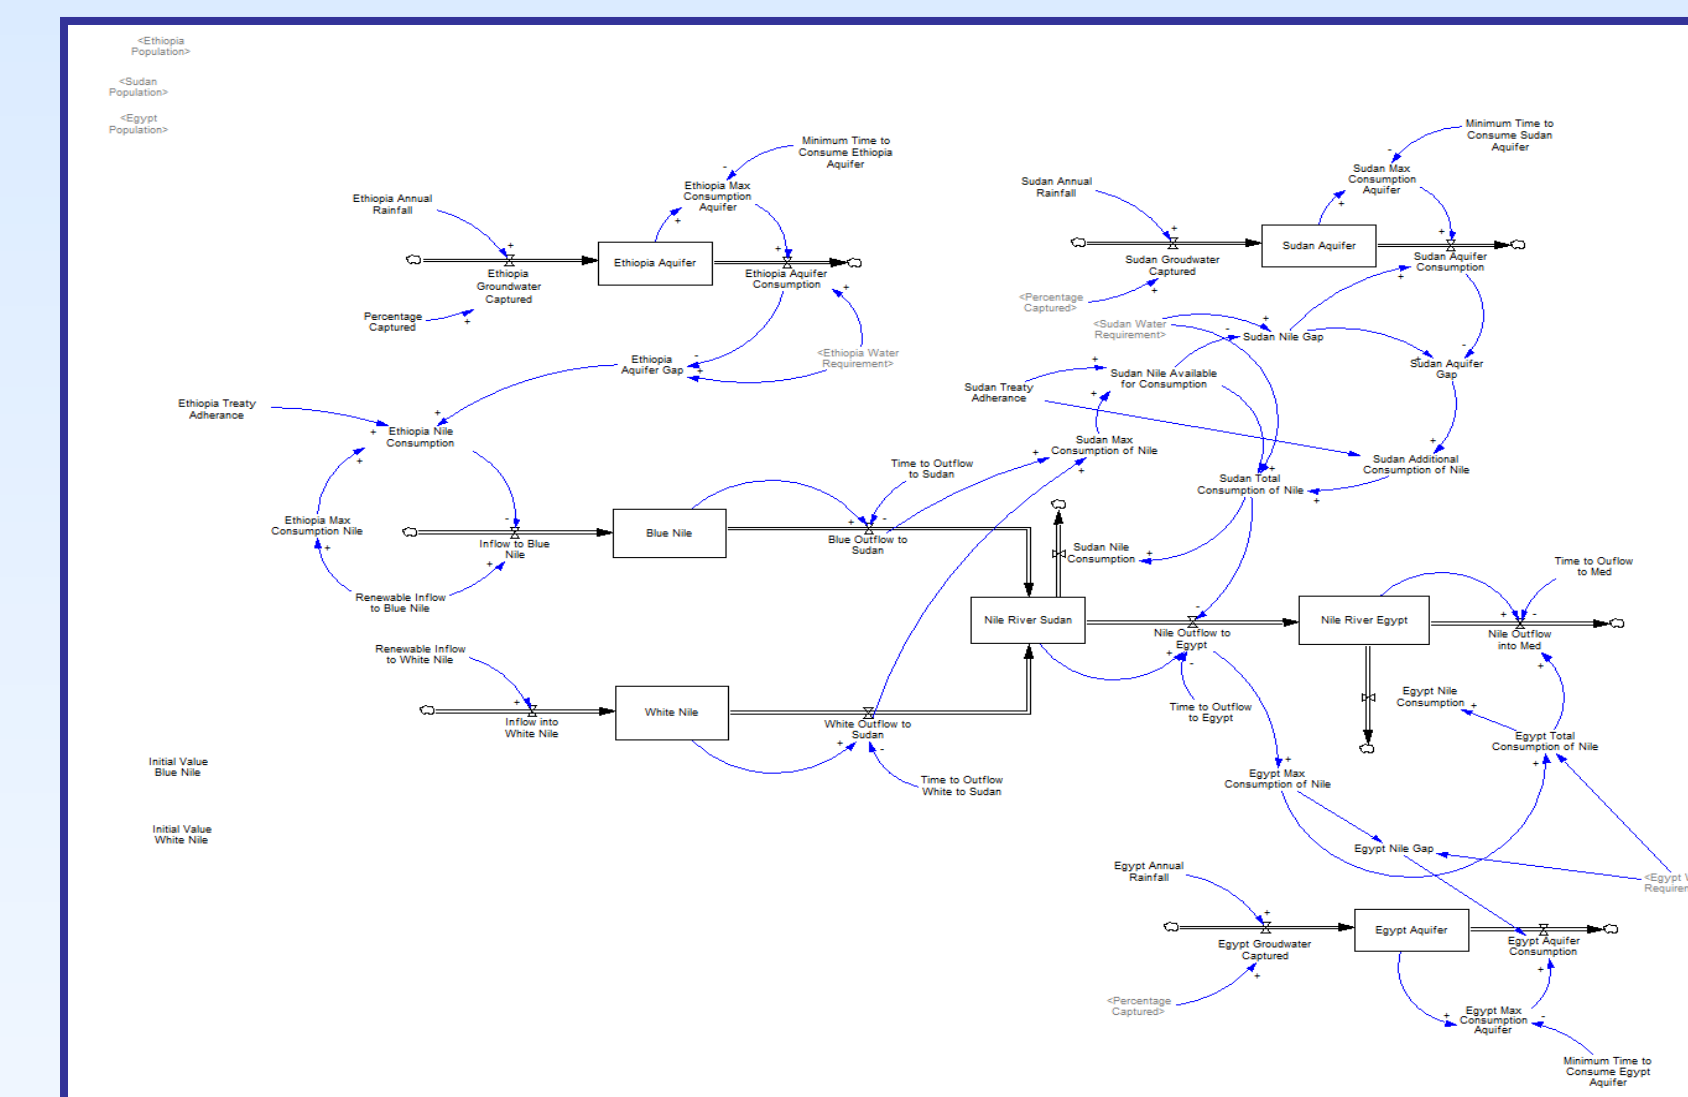 <Ethiopia
Population>
<Sudan
Population>
<Egypt
Population>
Minimum Time to
Consume Ethiopia
Aquifer
Ethiopia Max
Consumption
Aquifer
Ethiopia Annual
Rainfall
Ethiopia Aquifer
Ethiopia
Groundwater
Captured
Ethiopia Aquifer
Consumption
Percentage
Captured
<Ethiopia Water
Requirement>
Ethiopia
Aquifer Gap
Ethiopia Treaty
Adherance
Ethiopia Nile
Consumption
Ethiopia Max
Consumption Nile
Inflow to Blue
Nile
Renewable Inflow
to Blue Nile
Blue Nile
Time to Outflow
to Sudan
Blue Outflow to
Sudan
Renewable Inflow
to White Nile
Inflow into
White Nile
White Nile
White Outflow to
Sudan
Time to Outflow
White to Sudan
Initial Value
Blue Nile
Initial Value
White Nile
Minimum Time to
Consume Sudan
Aquifer
Sudan Max
Consumption
Aquifer
Sudan Annual
Rainfall
Sudan Aquifer
Sudan Groudwater
Captured
Sudan Aquifer
Consumption
<Percentage
Captured>
<Sudan Water
Requirement>
Sudan Nile Gap
Sudan Aquifer
Gap
Sudan Nile Available
for Consumption
Sudan Treaty
Adherance
Sudan Max
Consumption of Nile
Sudan Additional
Consumption of Nile
Sudan Total
Consumption of Nile
Sudan Nile
Consumption
Nile River Sudan
Nile Outflow to
Egypt
Time to Outflow
to Egypt
Nile River Egypt
Time to Ouflow
to Med
Nile Outflow
into Med
Egypt Nile
Consumption
Egypt Total
Consumption of Nile
Egypt Max
Consumption of Nile
Egypt Nile Gap
<Egypt
Egypt Annual
Rainfall
Egypt Groudwater
Captured
Egypt Aquifer
Egypt Aquifer
Consumption
<Percentage
Captured>
Egypt Max
Consumption
Aquifer
Minimum Time to
Consume Egypt
Aquifer